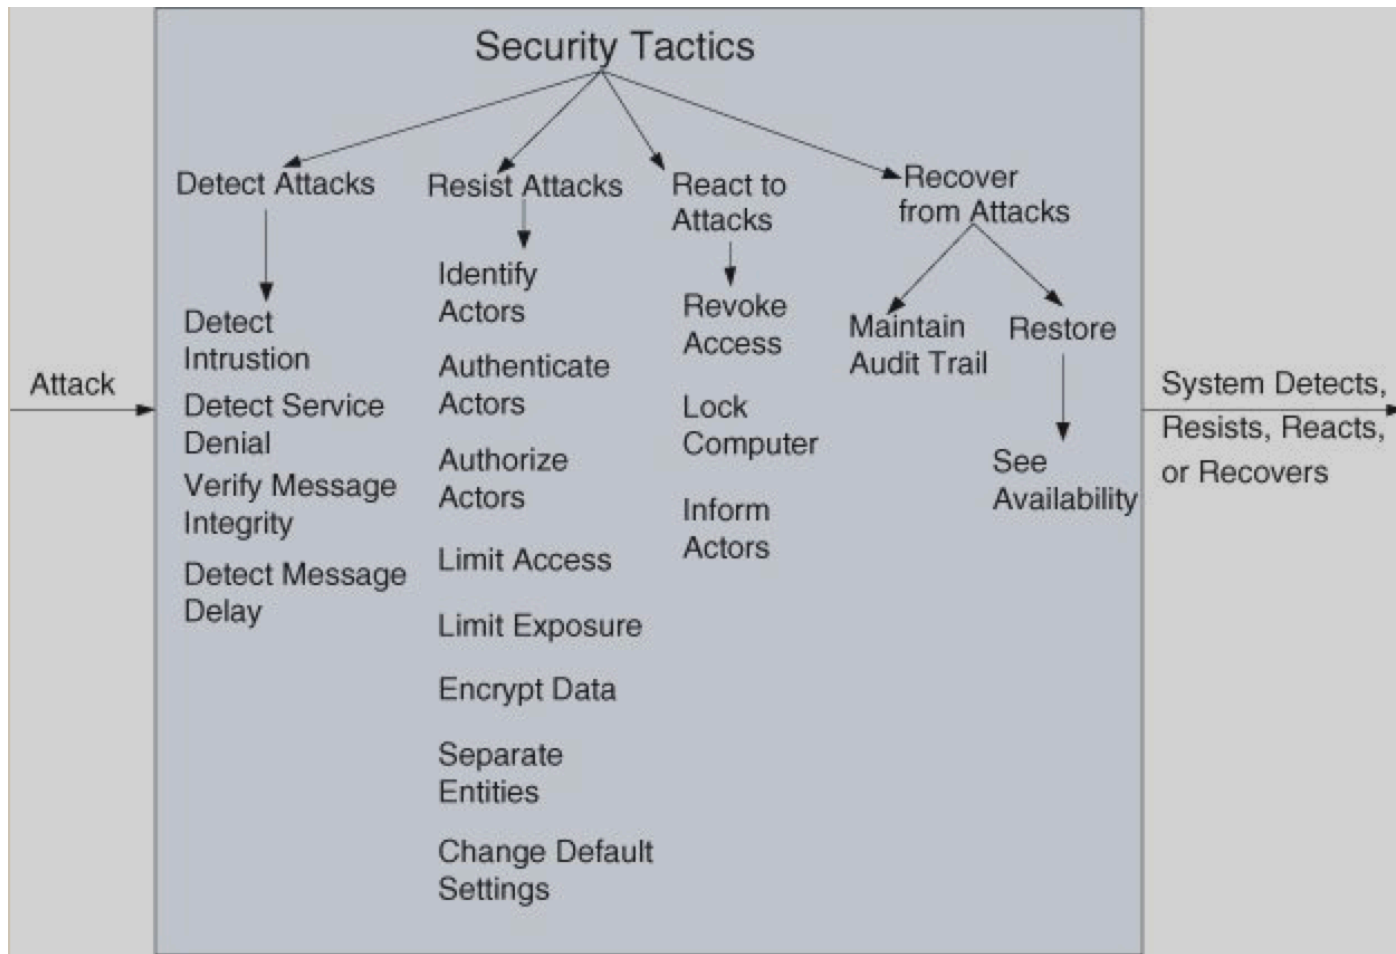 Security Tactics
Detect Attacks
Detect
Intrustion
Detect Service
Denial
Verify Message
Integrity
Detect Message
Delay
Resist Attacks
Identify
Actors
Authenticate
Actors
Authorize
Actors
Limit Access
Limit Exposure
Encrypt Data
Separate
Entities
Change Default
Settings
React to
Attacks
Revoke
Access
Lock
Computer
Inform
Actors
Recover
from Attacks
Maintain
Audit Trail
Restore
See
Availability
Attack
System Detects,
Resists, Reacts,
or Recovers